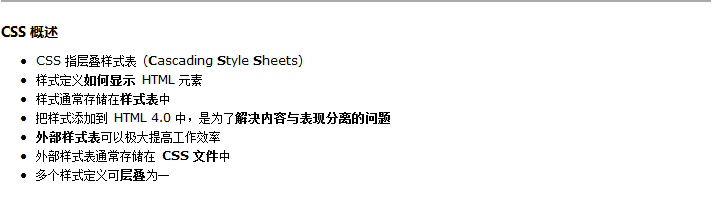 CSS 概述
CSS 指层叠样式表 (Cascading Style Sheets)
样式定义如何显示 HTML 元素
样式通常存储在样式表中
把样式添加到 HTML 4.0 中，是为了解决内容与表现分离的问题
外部样式表可以极大提高工作效率
外部样式表通常存储在 CSS 文件中
多个样式定义可层叠为一